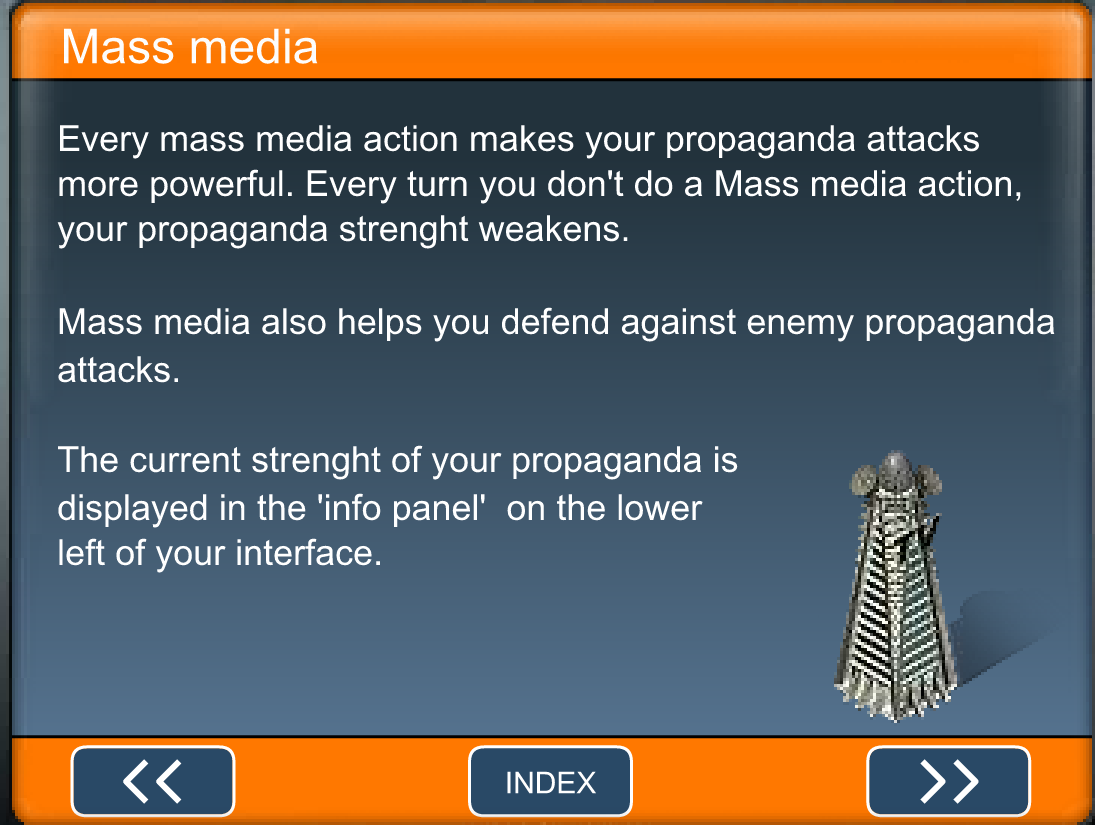 Mass media
Every mass media action makes your propaganda attacks
more powerful. Every turn you don't do a Mass media action,
your propaganda strenght weakens.
Mass media also helps you defend against enemy propaganda
attacks.
The current strenght of your propaganda is
displayed in the 'info panel'  on the lower
left of your interface.
<< INDEX >>